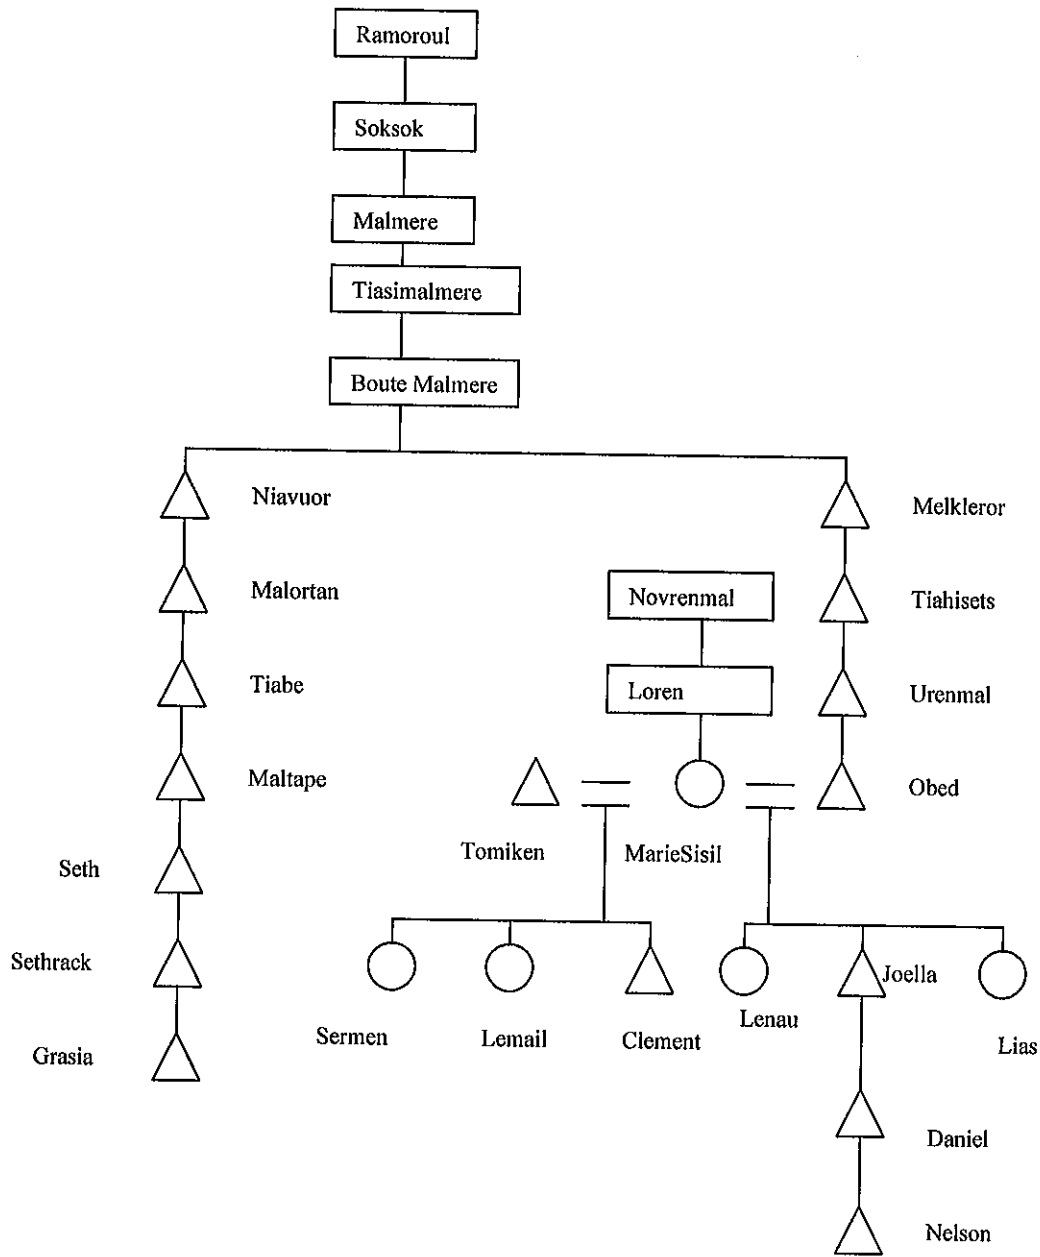 Ramoroul
Soksok
Malmere
Tiasimalmere
Boute Malmere
Niavuor
Melkleror
Malortan
Novrenmal
Tiahisets
Tiabe
Loren
Urenmal
Maltape
Obed
Seth
Tomiken
MarieSisil
Sethrack
Joella
Sermen
Lemail
Clement
Lenau
Lias
Grasia
Daniel
Nelson